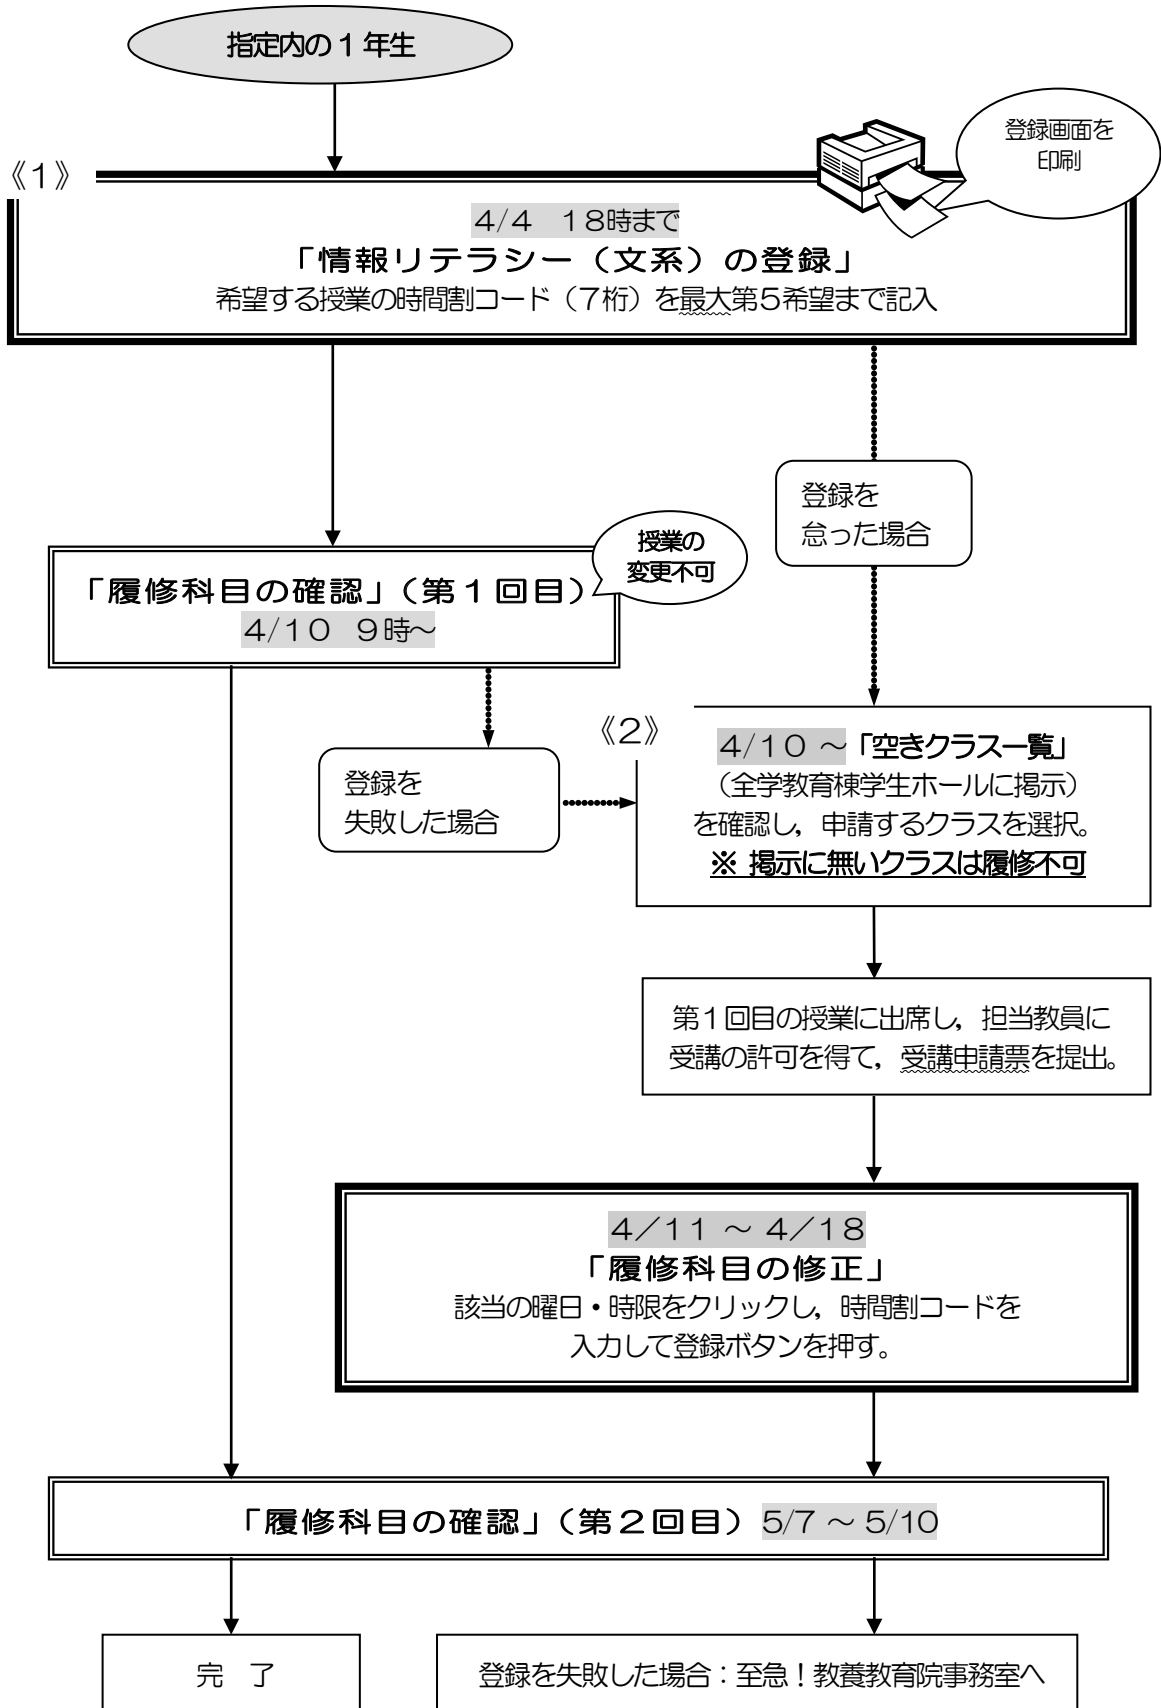 指定内の1年生
登録画面を
印刷
《1》
4/4 18時まで
「情報リテラシー（文系）の登録」
希望する授業の時間割コード（7桁）を最大第5希望まで記入
登録を
怠った場合
授業の
変更不可
「履修科目の確認」（第1回目）
4/10 9時～
《2》
登録を
失敗した場合
4/10 ～「空きクラス一覧」
（全学教育棟学生ホールに掲示）
を確認し，申請するクラスを選択。
※ 掲示に無いクラスは履修不可
第1回目の授業に出席し，担当教員に
受講の許可を得て，受講申請票を提出。
4／11 ～ 4／18
「履修科目の修正」
該当の曜日・時限をクリックし，時間割コードを
入力して登録ボタンを押す。
「履修科目の確認」（第2回目） 5/7 ～ 5/10
完　了
登録を失敗した場合：至急！教養教育院事務室へ